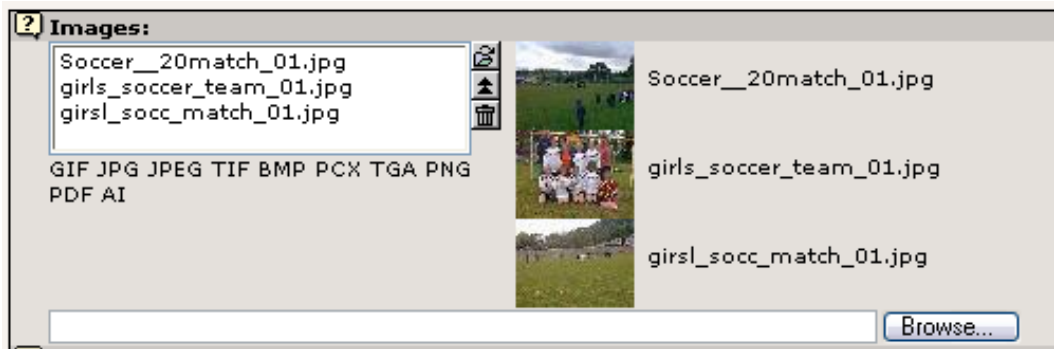 ? Images:
Soccer__20match_01.jpg
girls_soccer_team_01.jpg
girsl_socc_match_01.jpg
GIF JPG JPEG TIF BMP PCX TGA PNG
PDF AI
Soccer__20match_01.jpg
girls_soccer_team_01.jpg
girsl_socc_match_01.jpg
Browse...